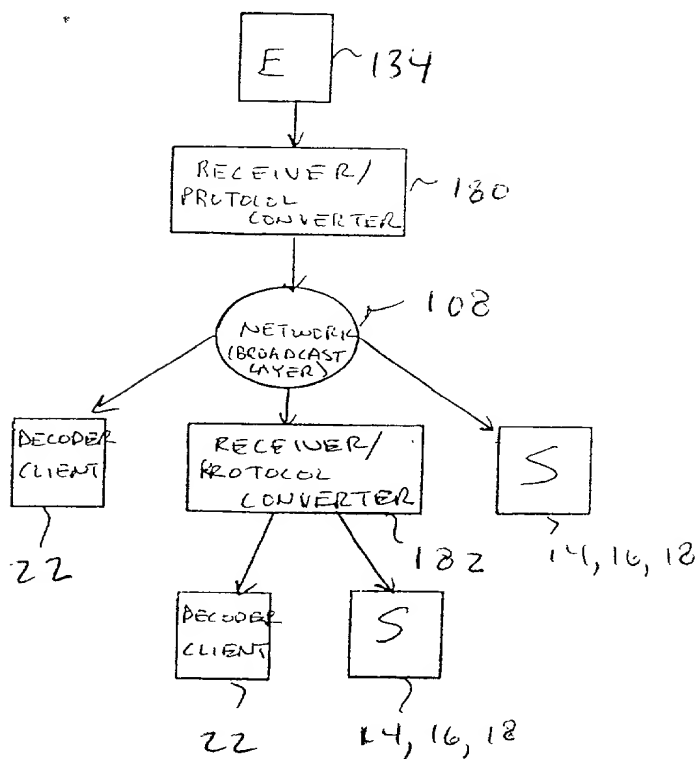 E
134
RECEIVER/
PROTOCOL
CONVERTER
180
108
NETWORK
(BROADCAST
LAYER)
DECODER
CLIENT
22
RECEIVER/
PROTOCOL
CONVERTER
182
S
14, 16, 18
DECODER
CLIENT
22
S
14, 16, 18